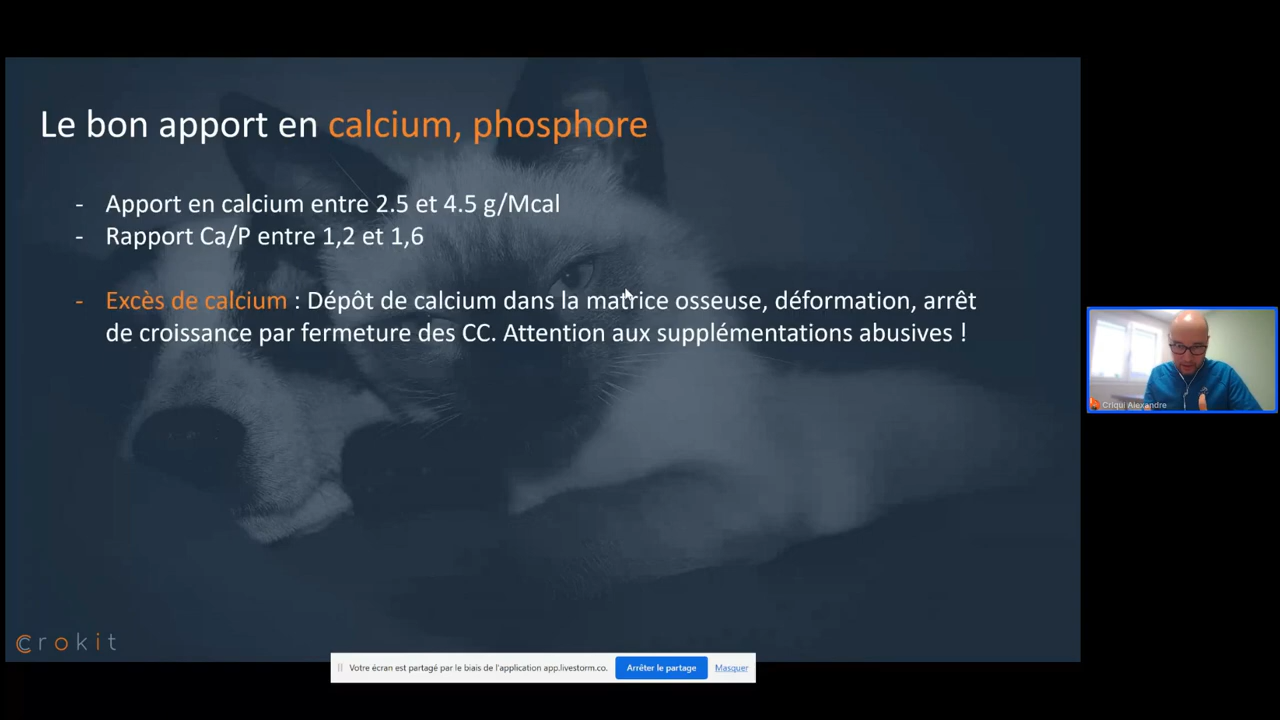 Le bon apport en calcium, phosphore
- Apport en calcium entre 2.5 et 4.5 g/Mcal
- Rapport Ca/P entre 1,2 et 1,6
- Excès de calcium : Dépôt de calcium dans la matrice osseuse, déformation, arrêt
de croissance par fermeture des CC. Attention aux supplémentations abusives !
Criqui Alexandre
crokit
Votre écran est partagé par le biais de l'application app.livestorm.co.
Arrêter le partage
Masquer